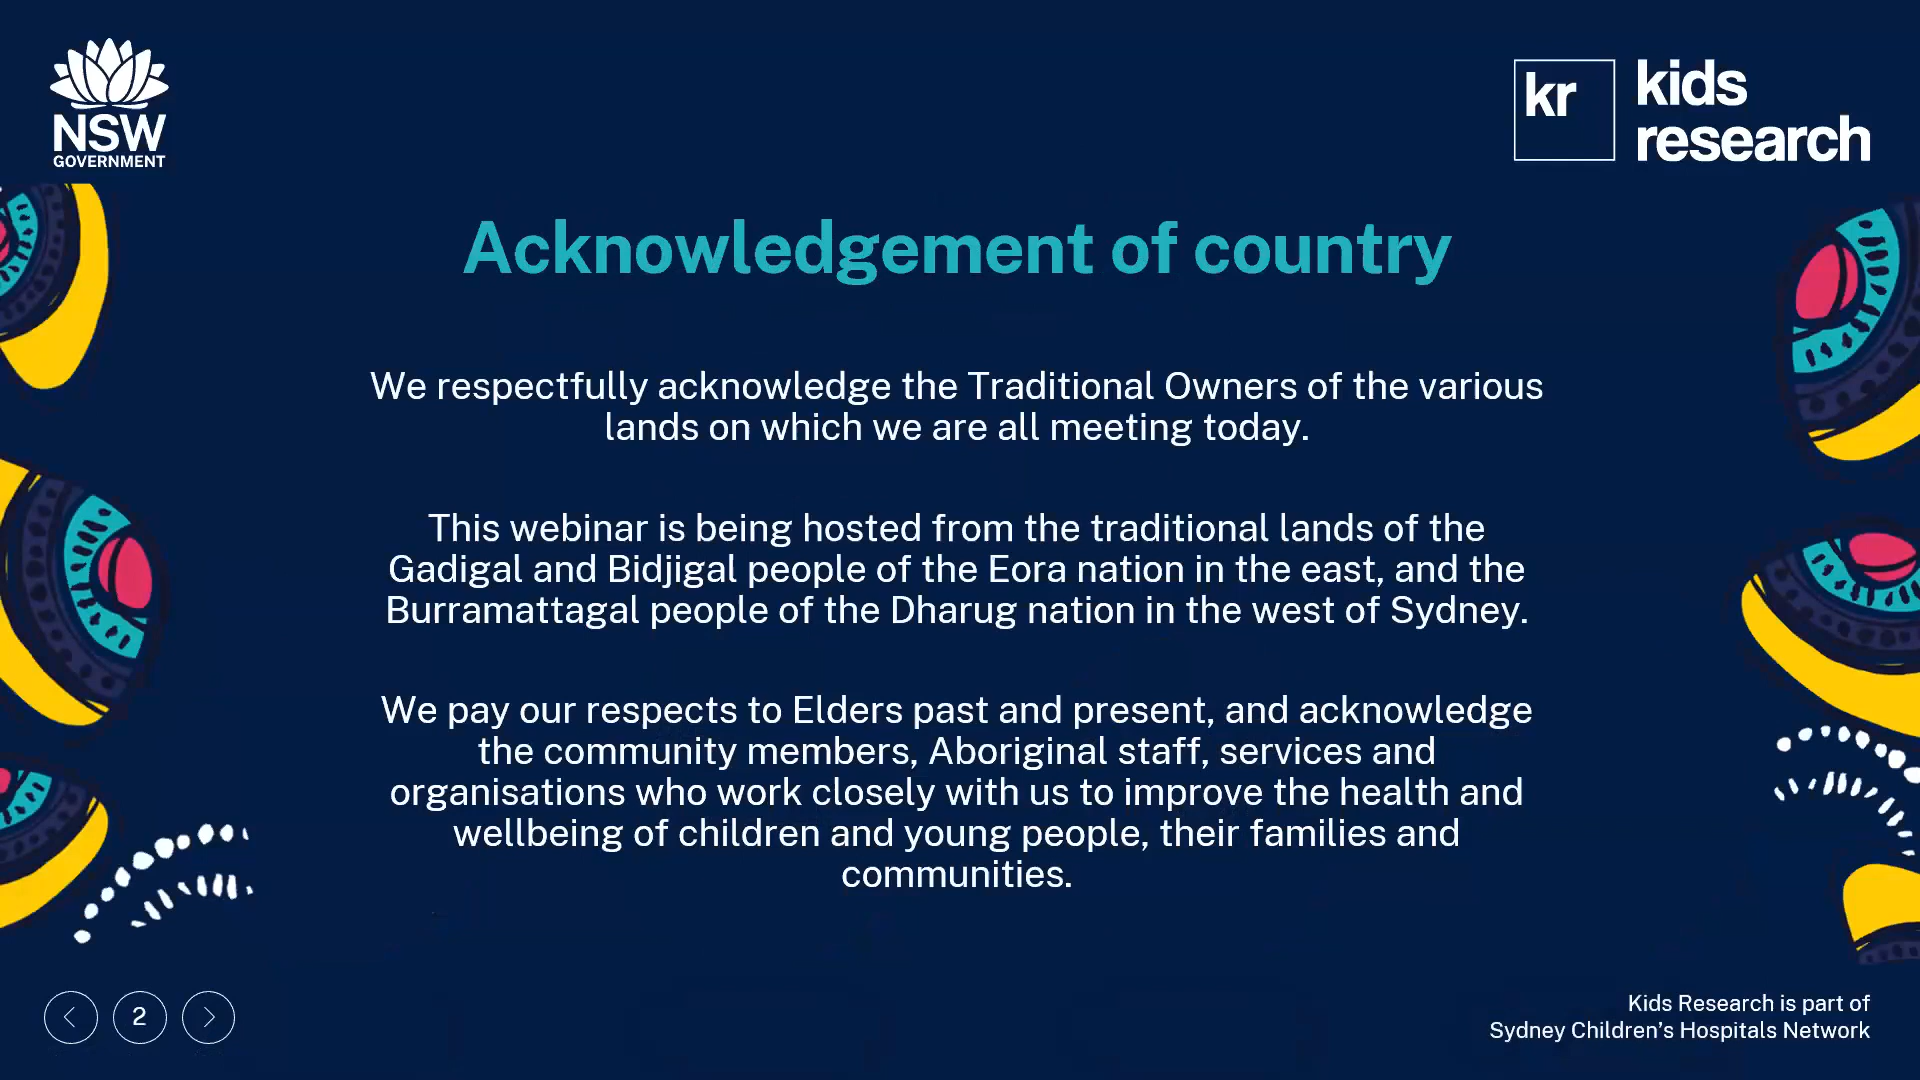 NSW
GOVERNMENT
kr
kids
research
Acknowledgement of country
We respectfully acknowledge the Traditional Owners of the various
lands on which we are all meeting today.
This webinar is being hosted from the traditional lands of the
Gadigal and Bidjigal people of the Eora nation in the east, and the
Burramattagal people of the Dharug nation in the west of Sydney.
We pay our respects to Elders past and present, and acknowledge
the community members, Aboriginal staff, services and
organisations who work closely with us to improve the health and
wellbeing of children and young people, their families and
communities.
2
Kids Research is part of
Sydney Children’s Hospitals Network